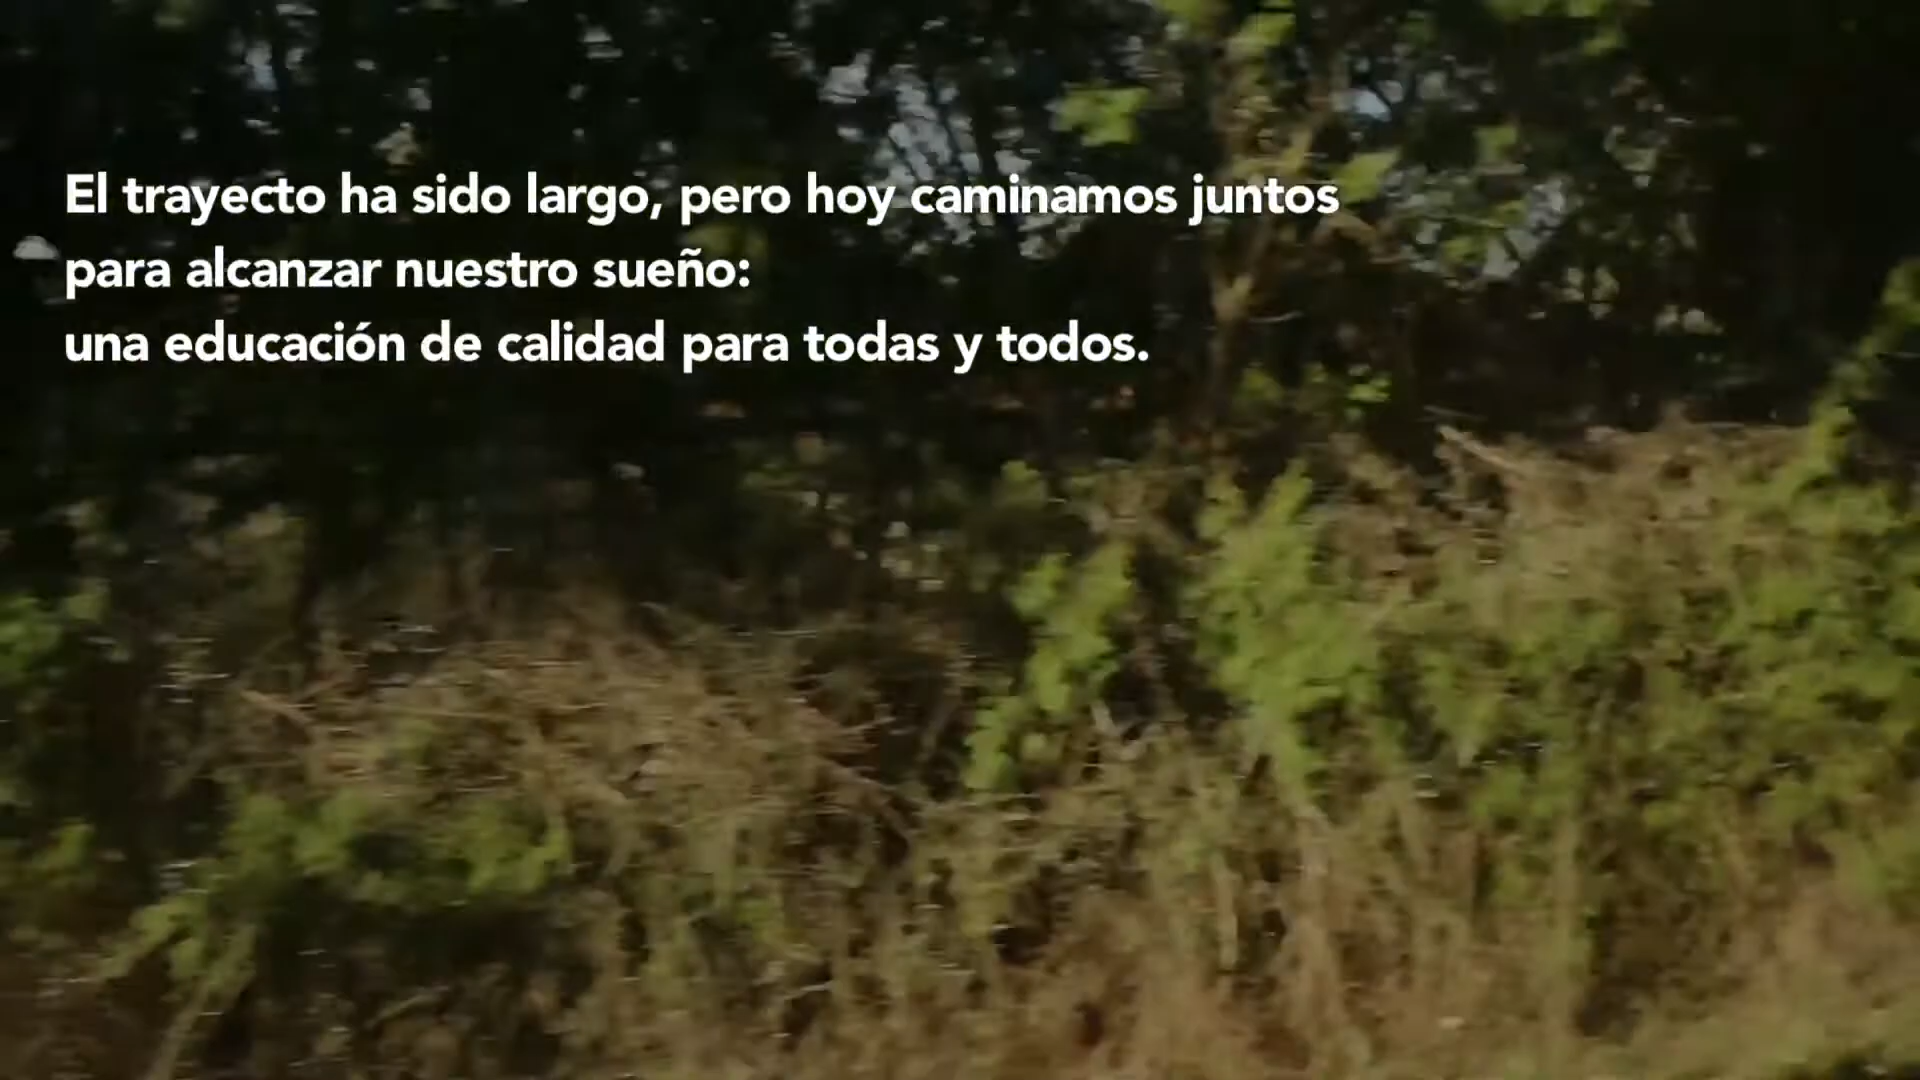 El trayecto ha sido largo, pero hoy caminamos juntos
para alcanzar nuestro sueño:
una educación de calidad para todas y todos.